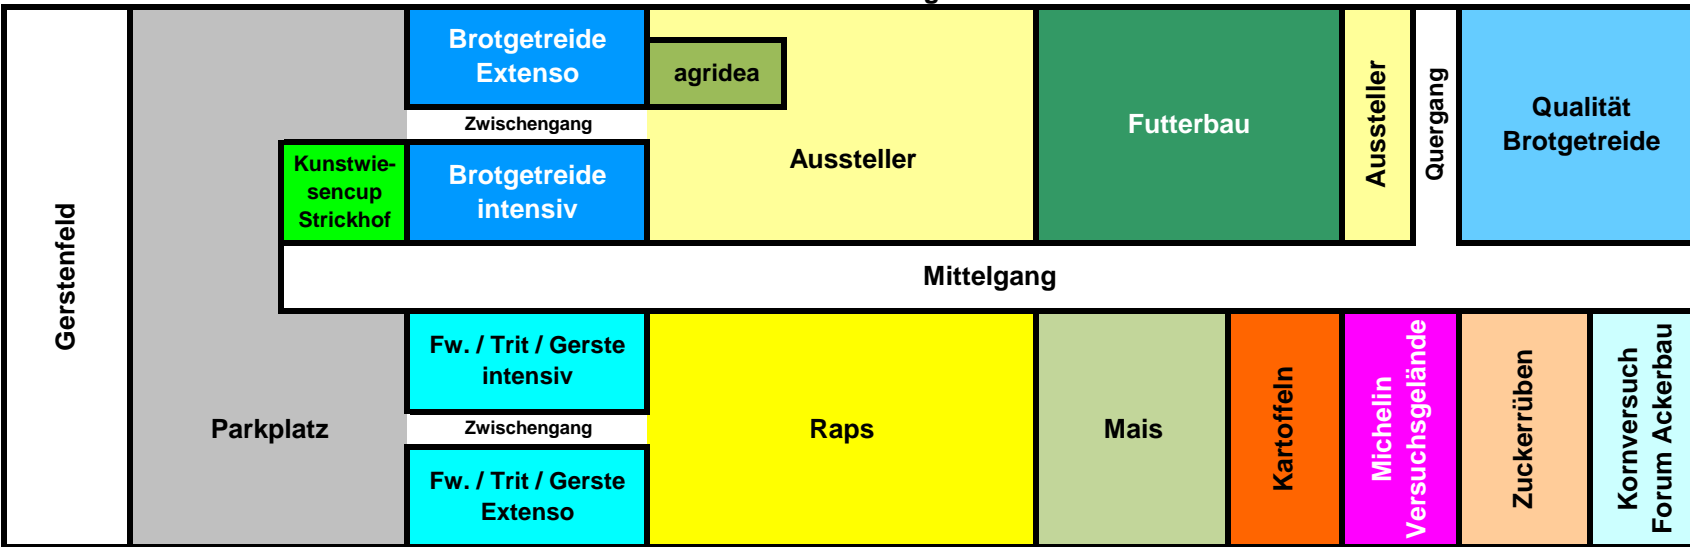 Gerstenfeld
Parkplatz
Brotgetreide
Extenso
Zwischengang
Kunstwie-
sencup
Strickhof
Brotgetreide
intensiv
agridea
Aussteller
Futterbau
Aussteller
Quergang
Qualität
Brotgetreide
Mittelgang
Fw. / Trit / Gerste
intensiv
Zwischengang
Fw. / Trit / Gerste
Extenso
Raps
Mais
Kartoffeln
Michelin
Versuchsgelände
Zuckerrüben
Kornversuch
Forum Ackerbau